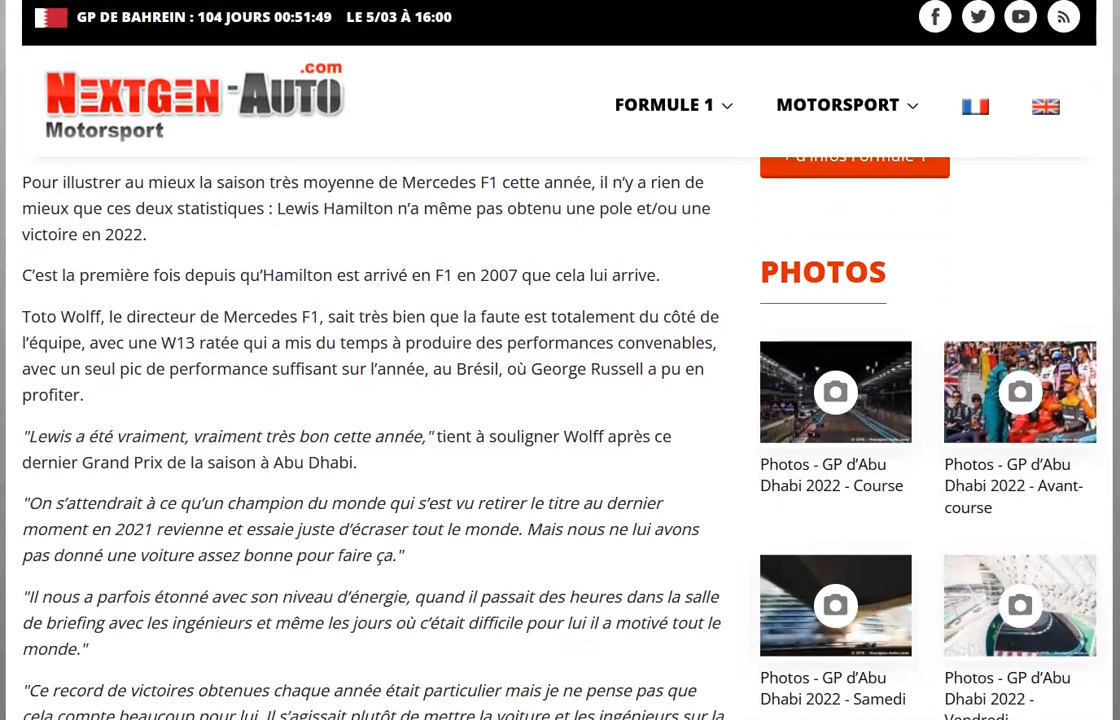 GP DE BAHREIN : 104 JOURS 00:51:49 LE 5/03 À 16:00
NEXTGEN-AUTO.com
Motorsport
FORMULE 1
MOTORSPORT
+ d'infos Formule 1
Pour illustrer au mieux la saison très moyenne de Mercedes F1 cette année, il n’y a rien de
mieux que ces deux statistiques : Lewis Hamilton n’a même pas obtenu une pole et/ou une
victoire en 2022.
C’est la première fois depuis qu’Hamilton est arrivé en F1 en 2007 que cela lui arrive.
Toto Wolff, le directeur de Mercedes F1, sait très bien que la faute est totalement du côté de
l’équipe, avec une W13 ratée qui a mis du temps à produire des performances convenables,
avec un seul pic de performance suffisant sur l’année, au Brésil, où George Russell a pu en
profiter.
"Lewis a été vraiment, vraiment très bon cette année," tient à souligner Wolff après ce
dernier Grand Prix de la saison à Abu Dhabi.
"On s’attendrait à ce qu’un champion du monde qui s’est vu retirer le titre au dernier
moment en 2021 revienne et essaie juste d’écraser tout le monde. Mais nous ne lui avons
pas donné une voiture assez bonne pour faire ça."
"Il nous a parfois étonné avec son niveau d’énergie, quand il passait des heures dans la salle
de briefing avec les ingénieurs et même les jours où c’était difficile pour lui il a motivé tout le
monde."
"Ce record de victoires obtenues chaque année était particulier mais je ne pense pas que
cela compte beaucoup pour lui. Il s’agissait plutôt de mettre la voiture et les ingénieurs sur la
PHOTOS
Photos - GP d’Abu
Dhabi 2022 - Course
Photos - GP d’Abu
Dhabi 2022 - Avant-
course
Photos - GP d’Abu
Dhabi 2022 - Samedi
Photos - GP d’Abu
Dhabi 2022 -
Vendredi